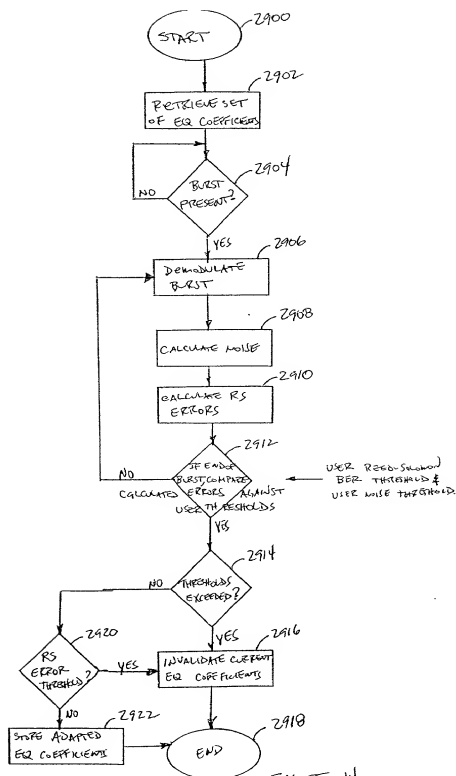 START
2900
2902
RETRIEVE SET
OF EQ COEFFICIENTS
2904
BURST
PRESENT?
NO
YES
2906
DEMODULATE
BURST
2908
CALCULATE NOISE
2910
CALCULATE RS
ERRORS
2912
IF END OF
BURST, COMPARE
CALCULATED ERRORS AGAINST
USER THRESHOLDS
NO
YES
USER REED-SOLOMON
BER THRESHOLD &
USER NOISE THRESHOLD
2914
THRESHOLDS
EXCEEDED?
NO
YES
2920
RS
ERROR
THRESHOLD?
YES
NO
2916
INVALIDATE CURRENT
EQ COEFFICIENTS
2922
STORE ADAPTED
EQ COEFFICIENTS
2918
END